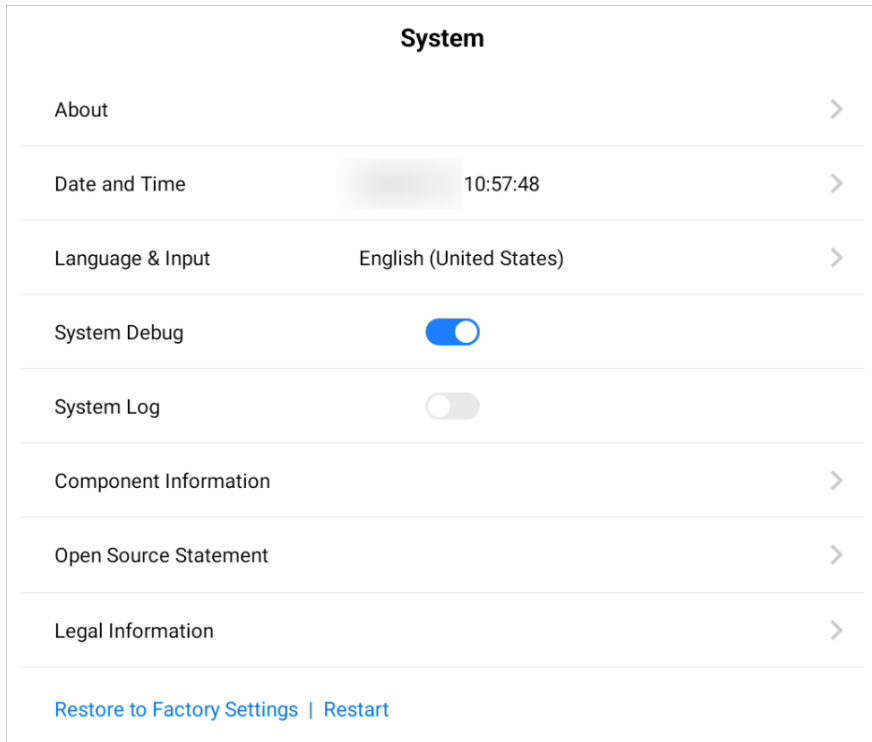 System
About
Date and Time 10:57:48
Language & Input English (United States)
System Debug
System Log
Component Information
Open Source Statement
Legal Information
Restore to Factory Settings | Restart